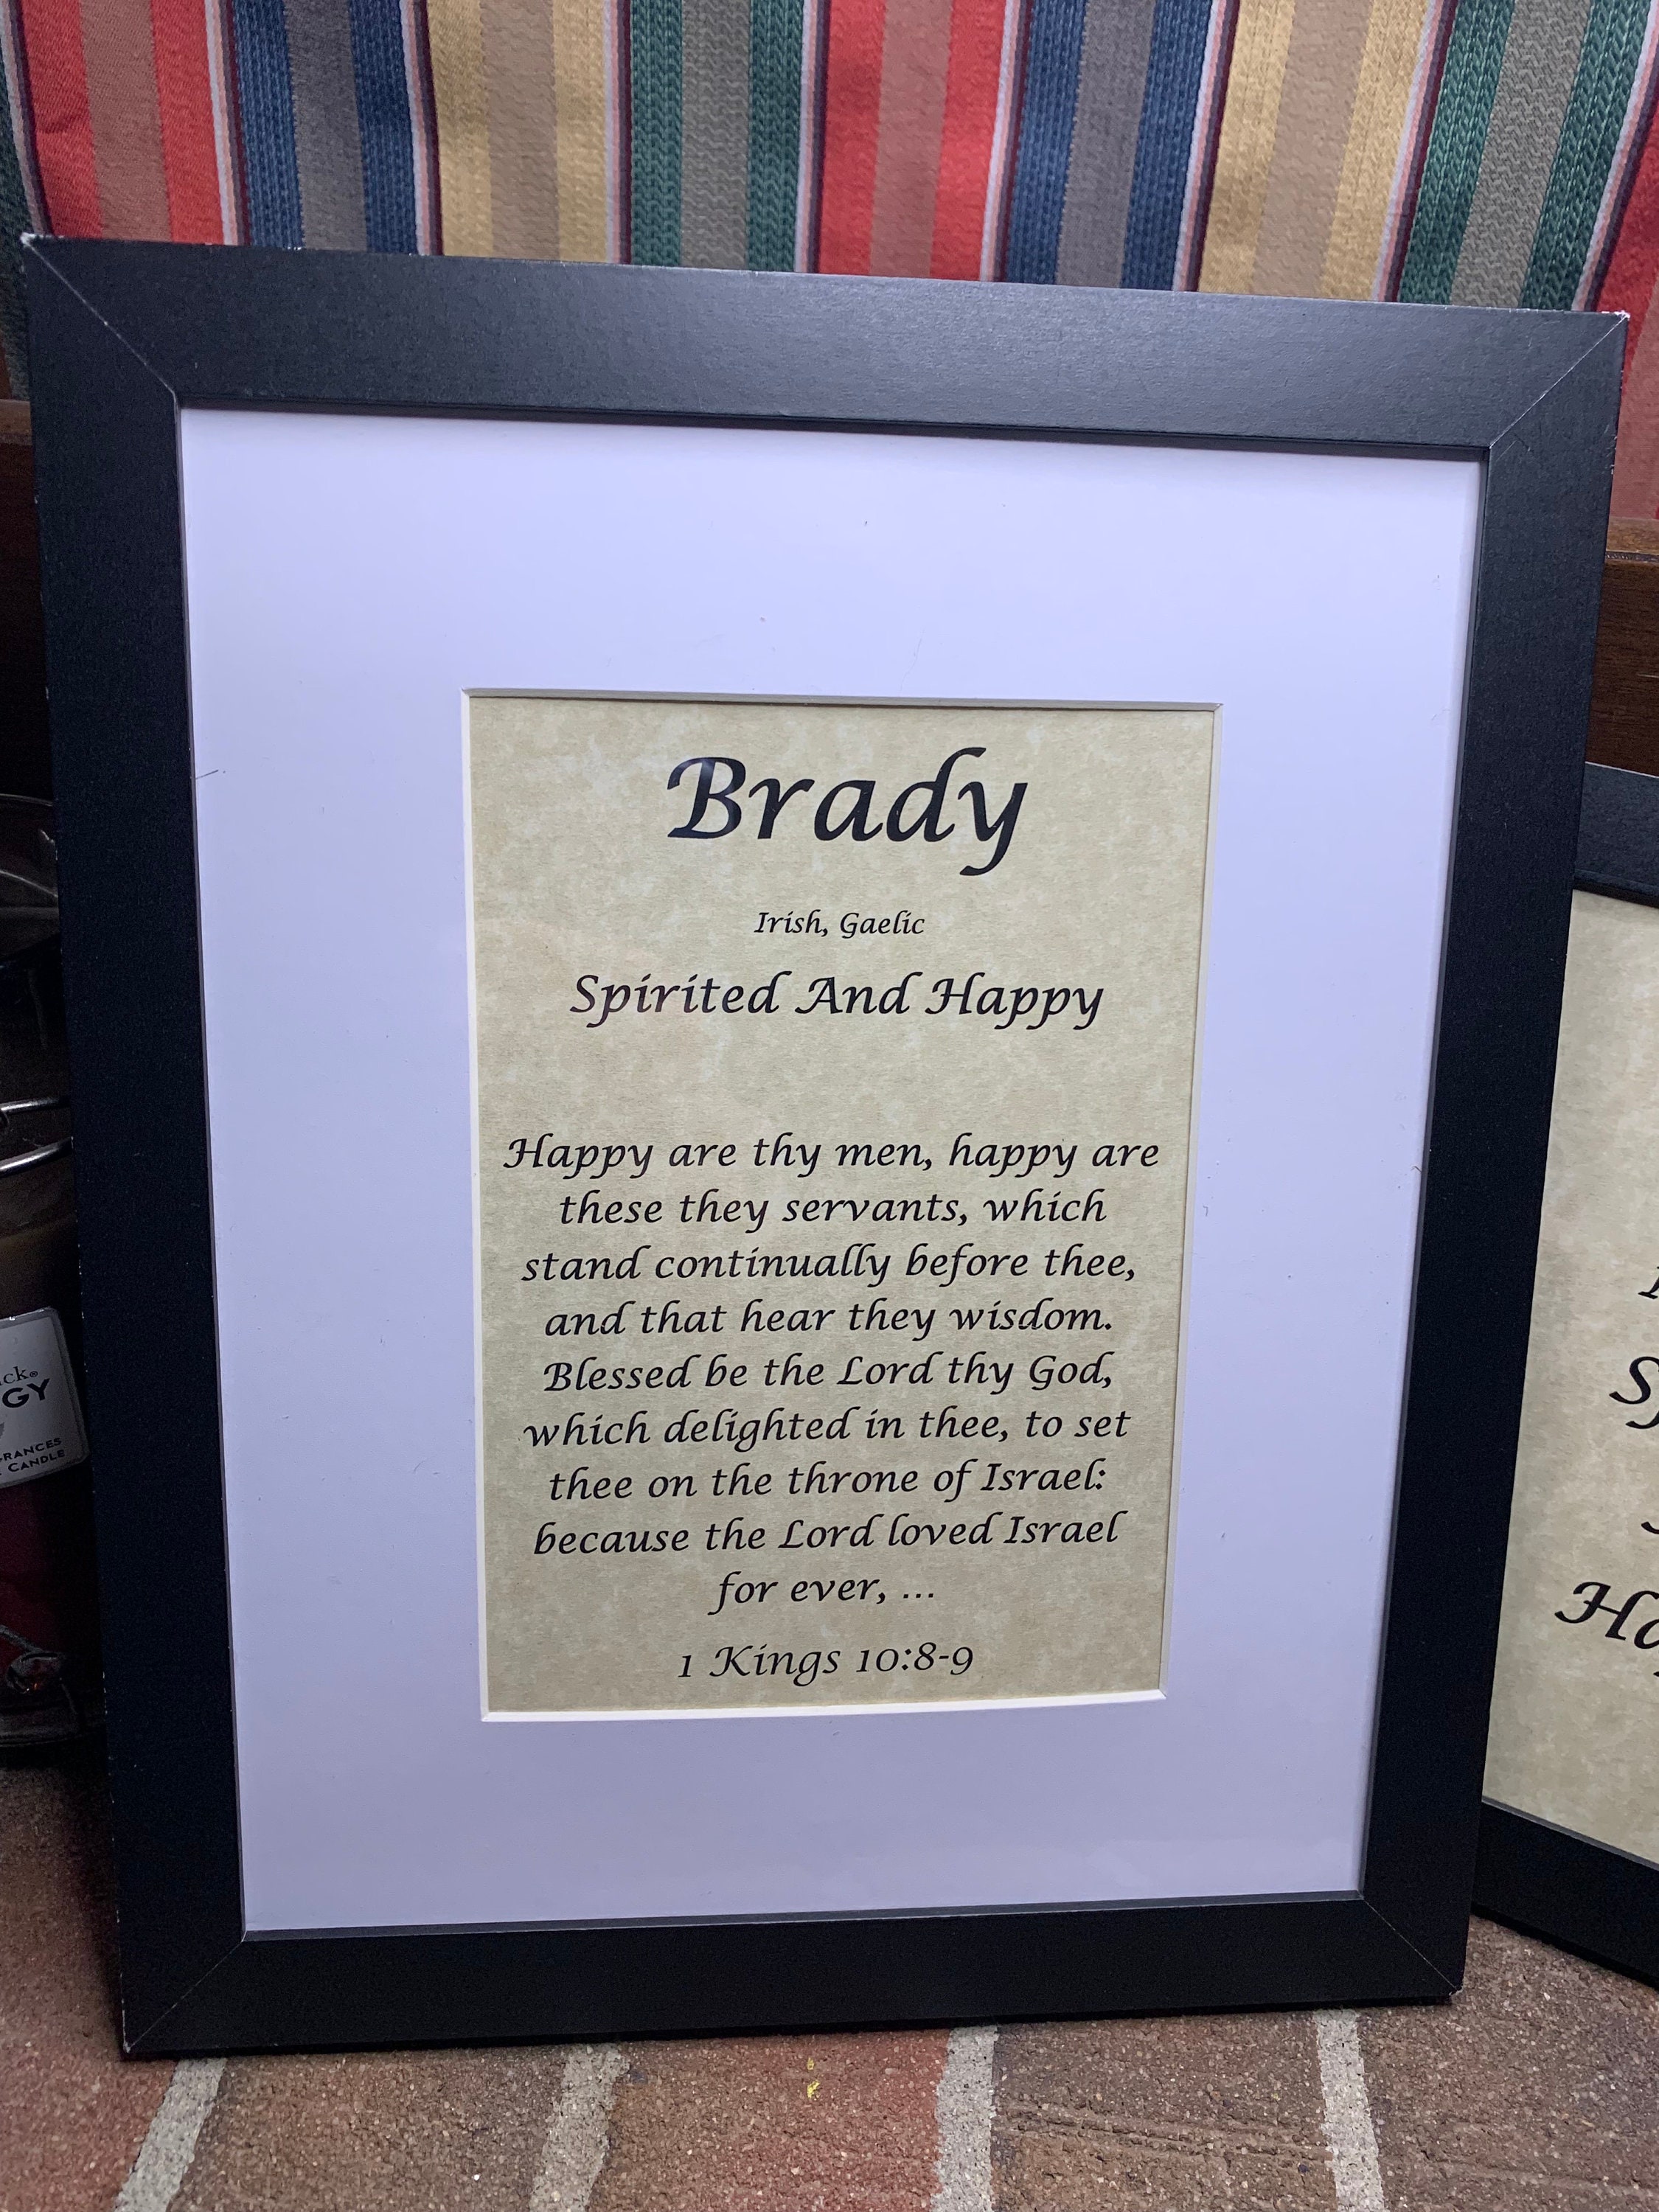 Brady
Irish, Gaelic
Spirited And Happy
Happy are thy men, happy are
these they servants, which
stand continually before thee,
and that hear they wisdom.
Blessed be the Lord thy God,
which delighted in thee, to set
thee on the throne of Israel:
because the Lord loved Israel
for ever, ...
1 Kings 10:8-9
CANDLE